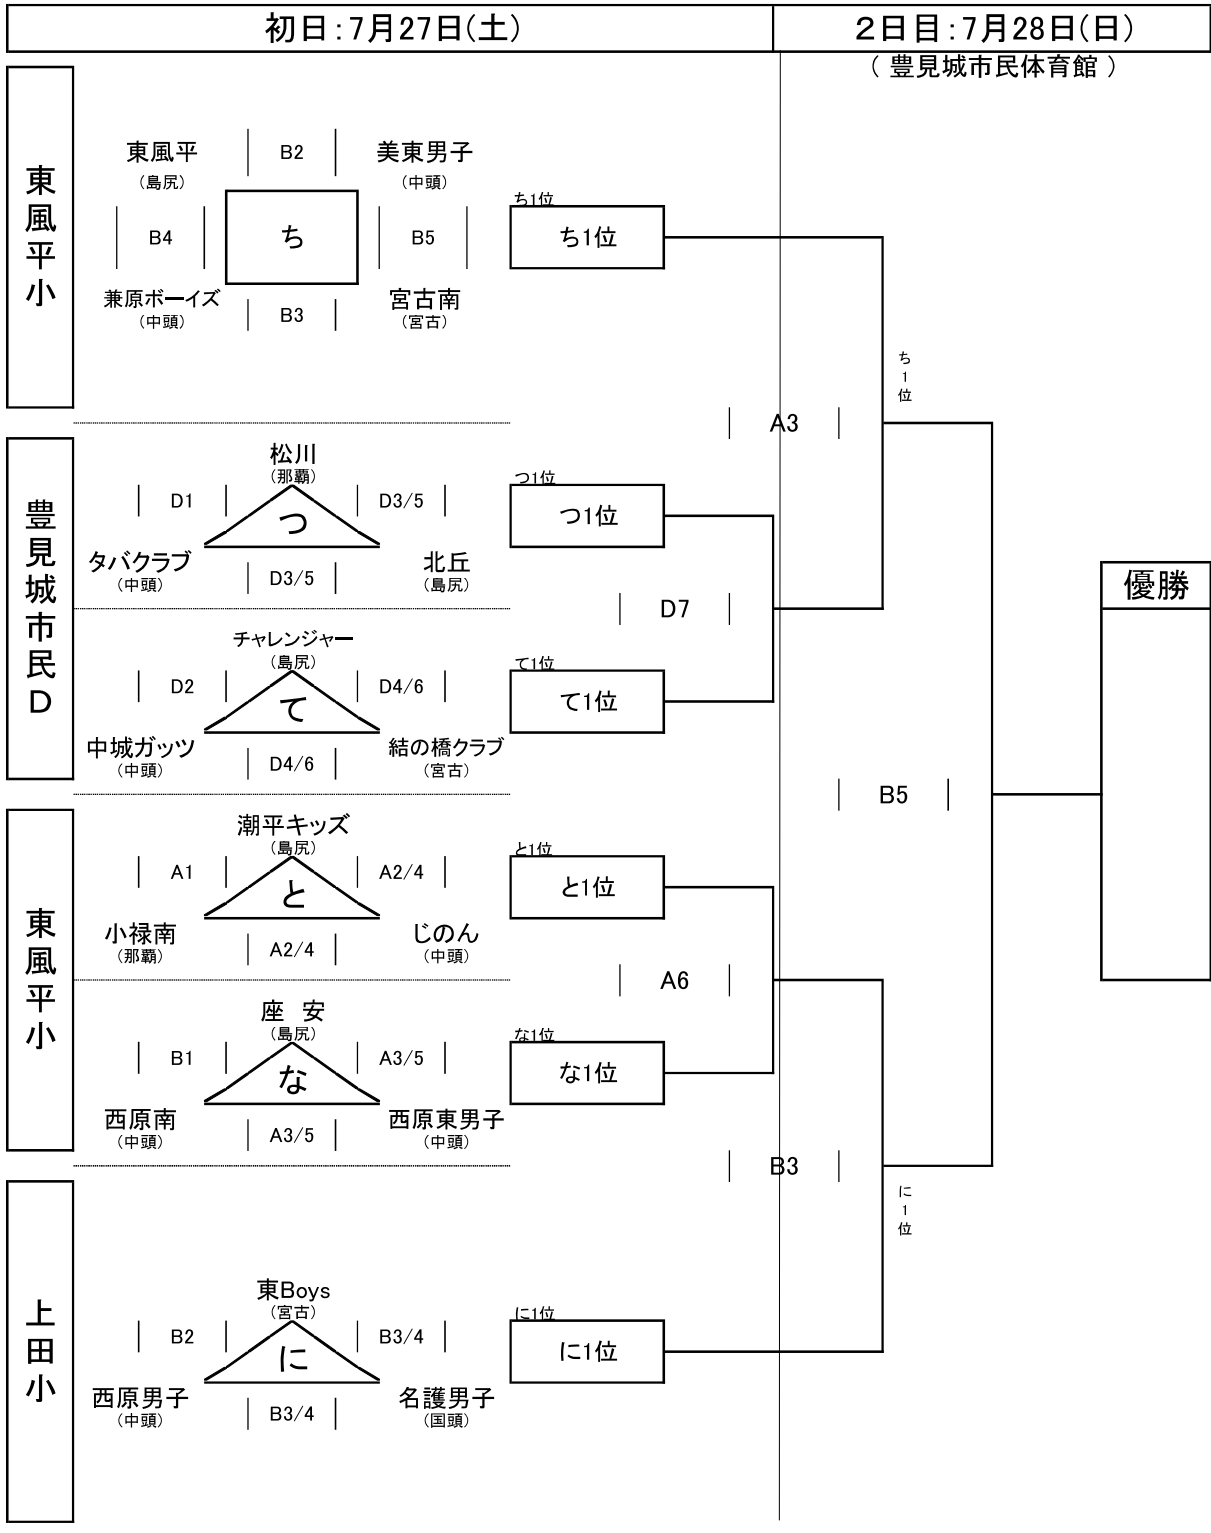 初日:7月27日(土)
2日目:7月28日(日)
( 豊見城市民体育館 )
東風平小
東風平
(島尻)
B2
美東男子
(中頭)
B4
ち
B5
兼原ボーイズ
(中頭)
B3
宮古南
(宮古)
ち1位
ち1位
ち1位
A3
豊見城市民D
松川
(那覇)
D1
つ
D3/5
タバクラブ
(中頭)
D3/5
北丘
(島尻)
つ1位
つ1位
D7
チャレンジャー
(島尻)
D2
て
D4/6
中城ガッツ
(中頭)
D4/6
結の橋クラブ
(宮古)
て1位
て1位
優勝
B5
東風平小
潮平キッズ
(島尻)
A1
と
A2/4
小禄南
(那覇)
A2/4
じのん
(中頭)
と1位
と1位
A6
座 安
(島尻)
B1
な
A3/5
西原南
(中頭)
A3/5
西原東男子
(中頭)
な1位
な1位
B3
に1位
上田小
東Boys
(宮古)
B2
に
B3/4
西原男子
(中頭)
B3/4
名護男子
(国頭)
に1位
に1位